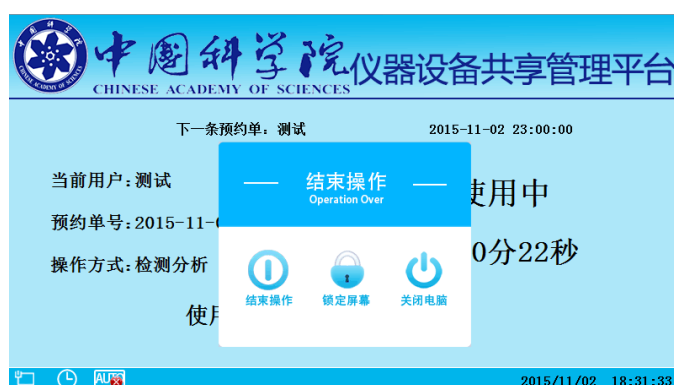 中国科学院仪器设备共享管理平台
CHINESE ACADEMY OF SCIENCES
下一条预约单：测试 2015-11-02 23:00:00
当前用户：测试
结束操作
Operation Over
使用中
预约单号：2015-11-0
操作方式：检测分析
0分22秒
结束操作 锁定屏幕 关闭电脑
使用
2015/11/02 18:31:33